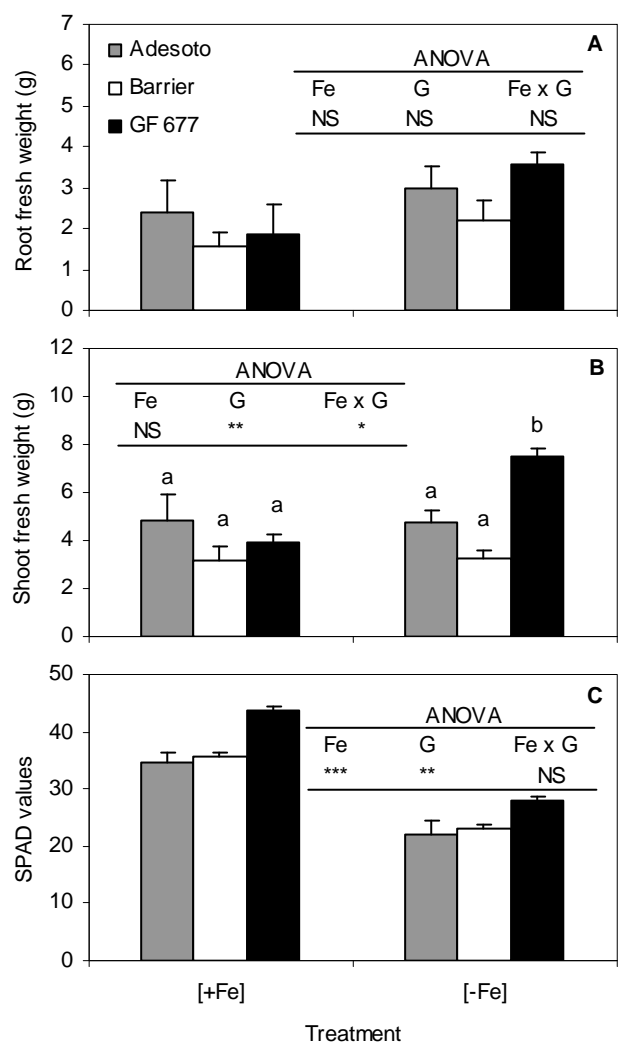 7
6
5
4
3
2
1
0
Root fresh weight (g)
Adesoto
Barrier
GF 677
A
ANOVA
Fe G Fe x G
NS NS NS
12
10
8
6
4
2
0
Shoot fresh weight (g)
B
ANOVA
Fe G Fe x G
NS ** *
a a a a a b
50
40
30
20
10
0
SPAD values
C
ANOVA
Fe G Fe x G
*** ** NS
[+Fe] [-Fe]
Treatment